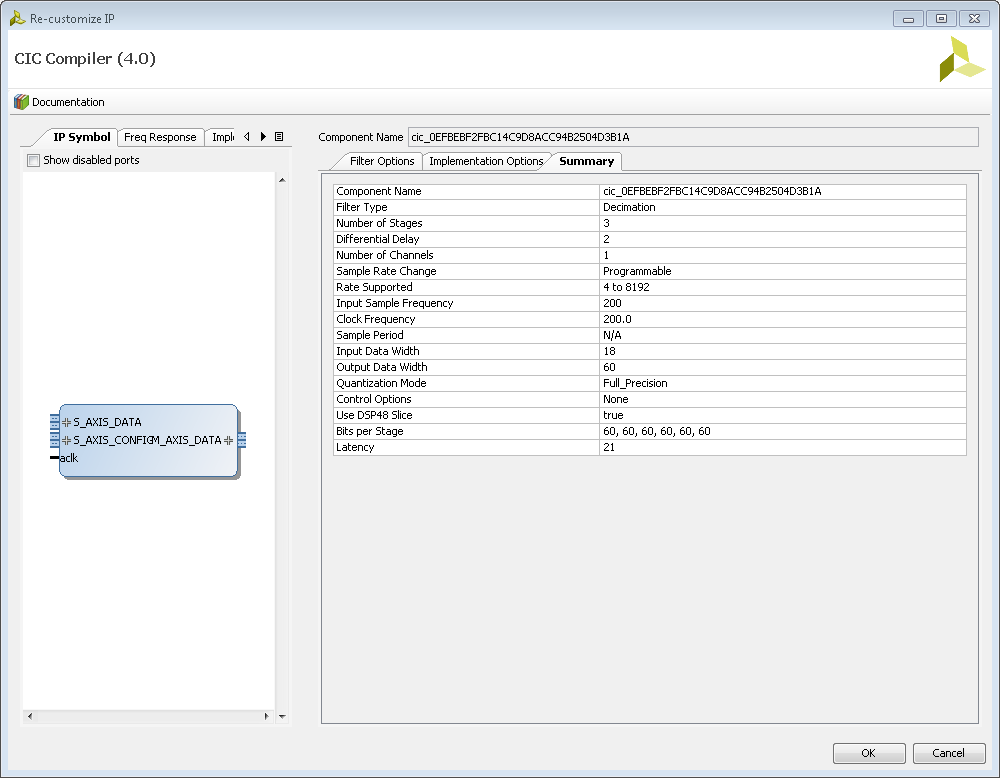 Re-customize IP
CIC Compiler (4.0)
Documentation
IP Symbol Freq Response Imple
Show disabled ports
S_AXIS_DATA
S_AXIS_CONFIG M_AXIS_DATA
aclk
Component Name cic_0EFBEBF2FBC14C9D8ACC94B2504D3B1A
Filter Options Implementation Options Summary
Component Name cic_0EFBEBF2FBC14C9D8ACC94B2504D3B1A
Filter Type Decimation
Number of Stages 3
Differential Delay 2
Number of Channels 1
Sample Rate Change Programmable
Rate Supported 4 to 8192
Input Sample Frequency 200
Clock Frequency 200.0
Sample Period N/A
Input Data Width 18
Output Data Width 60
Quantization Mode Full_Precision
Control Options None
Use DSP48 Slice true
Bits per Stage 60, 60, 60, 60, 60, 60
Latency 21
OK Cancel